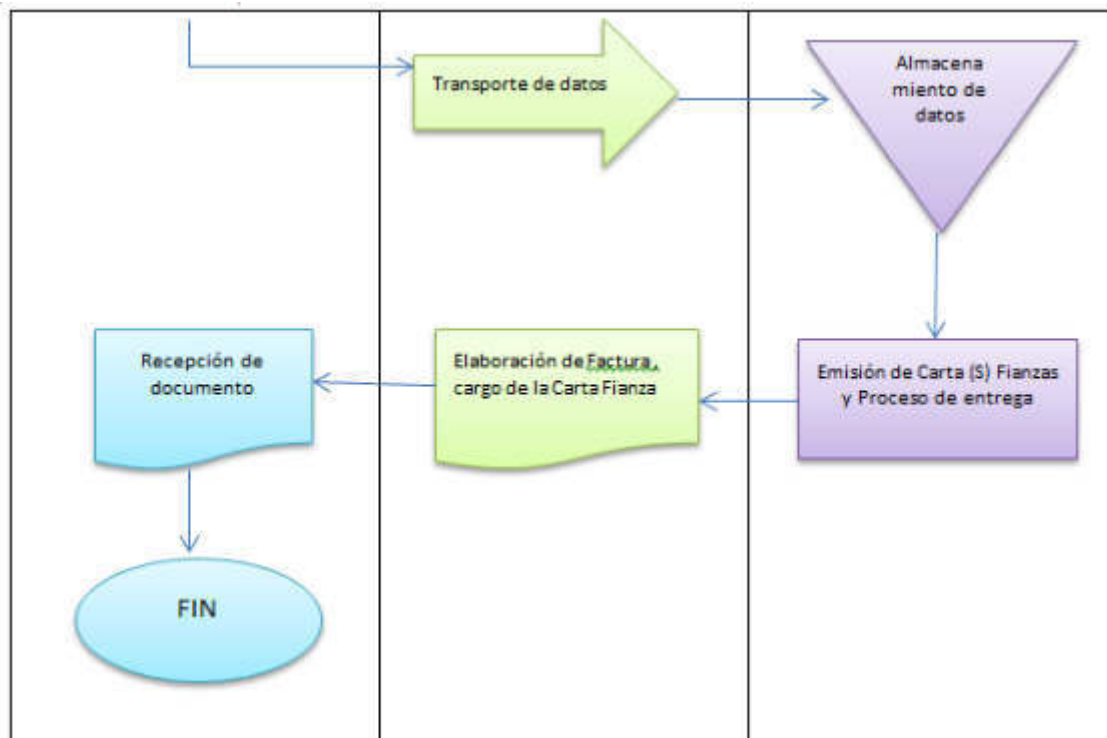 Transporte de datos
Almacena
miento de
datos
Recepción de
documento
Elaboración de Factura,
cargo de la Carta Fianza
Emisión de Carta (S) Fianzas
y Proceso de entrega
FIN